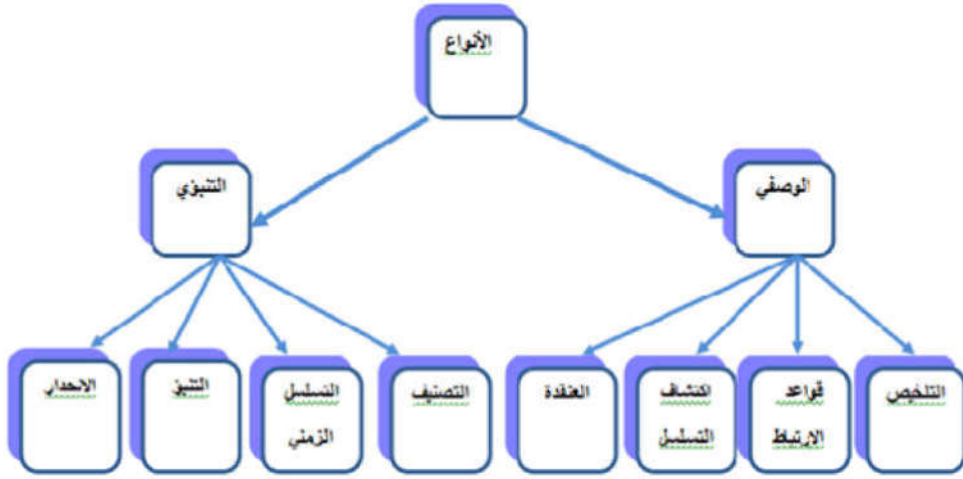 الأنواع
الوصفي
التنبؤي
التلخيص
قواعد
الارتباط
اكتشاف
التسلسل
العنقدة
التصنيف
التسلسل
الزمني
التنبؤ
الانحدار